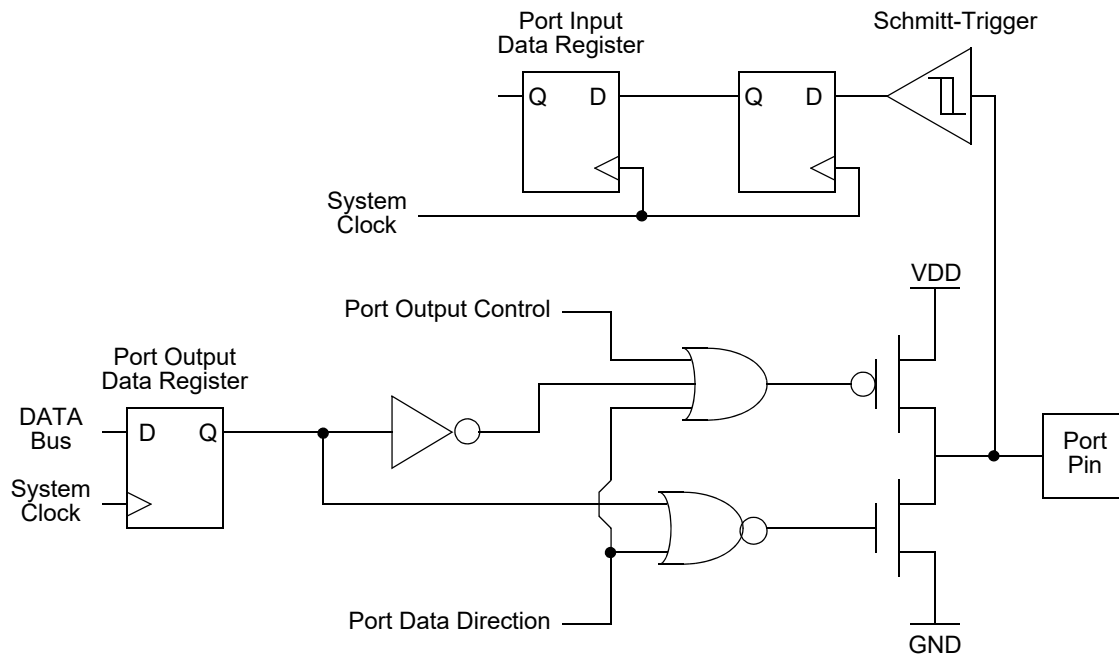 Port Input
Data Register
Schmitt-Trigger
Q D
Q D
System
Clock
VDD
Port Output Control
Port Output
Data Register
DATA
Bus
D Q
System
Clock
Port
Pin
Port Data Direction
GND